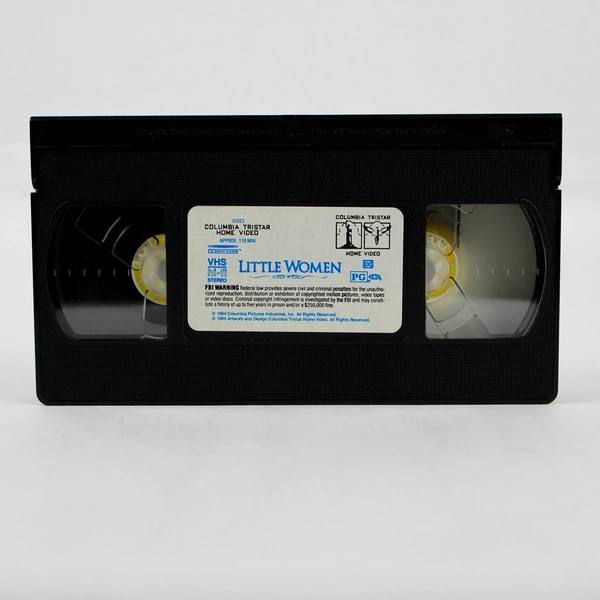 01023
COLUMBIA TRISTAR
HOME VIDEO
APPROX. 119 MIN.
VHS
STEREO
COLUMBIA TRISTAR
HOME VIDEO
LITTLE WOMEN
CC
PG
FBI WARNING Federal law provides severe civil and criminal penalties for the unautho-
rized reproduction, distribution or exhibition of copyrighted motion pictures, video tapes
or video discs. Criminal copyright infringement is investigated by the FBI and may consti-
tute a felony of up to five years in prison and/or a $250,000 fine.
© 1994 Columbia Pictures Industries, Inc. All Rights Reserved.
© 1995 Artwork and Design Columbia Tristar Home Video. All Rights Reserved.